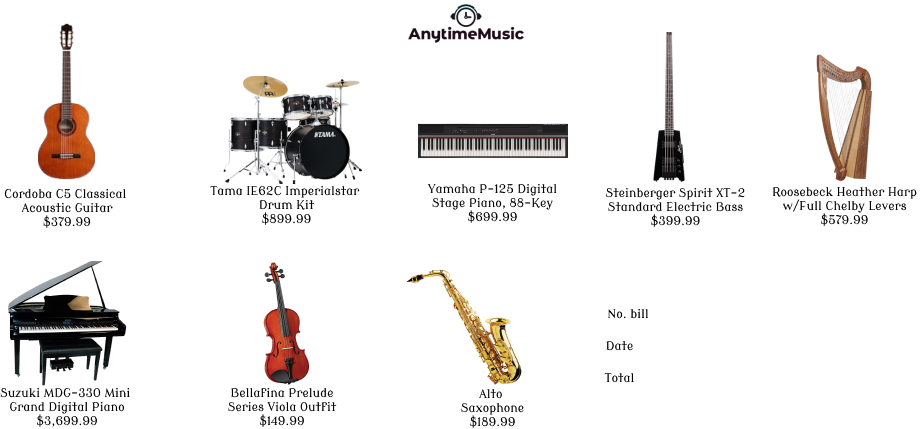 AnytimeMusic
TAMA
Cordoba C5 Classical
Acoustic Guitar
$379.99
Tama IE62C Imperialstar
Drum Kit
$899.99
Yamaha P-125 Digital
Stage Piano, 88-Key
$699.99
Steinberger Spirit XT-2
Standard Electric Bass
$399.99
Roosebeck Heather Harp
w/Full Chelby Levers
$579.99
Suzuki MDG-330 Mini
Grand Digital Piano
$3,699.99
Bellafina Prelude
Series Viola Outfit
$149.99
Alto
Saxophone
$189.99
No. bill
Date
Total